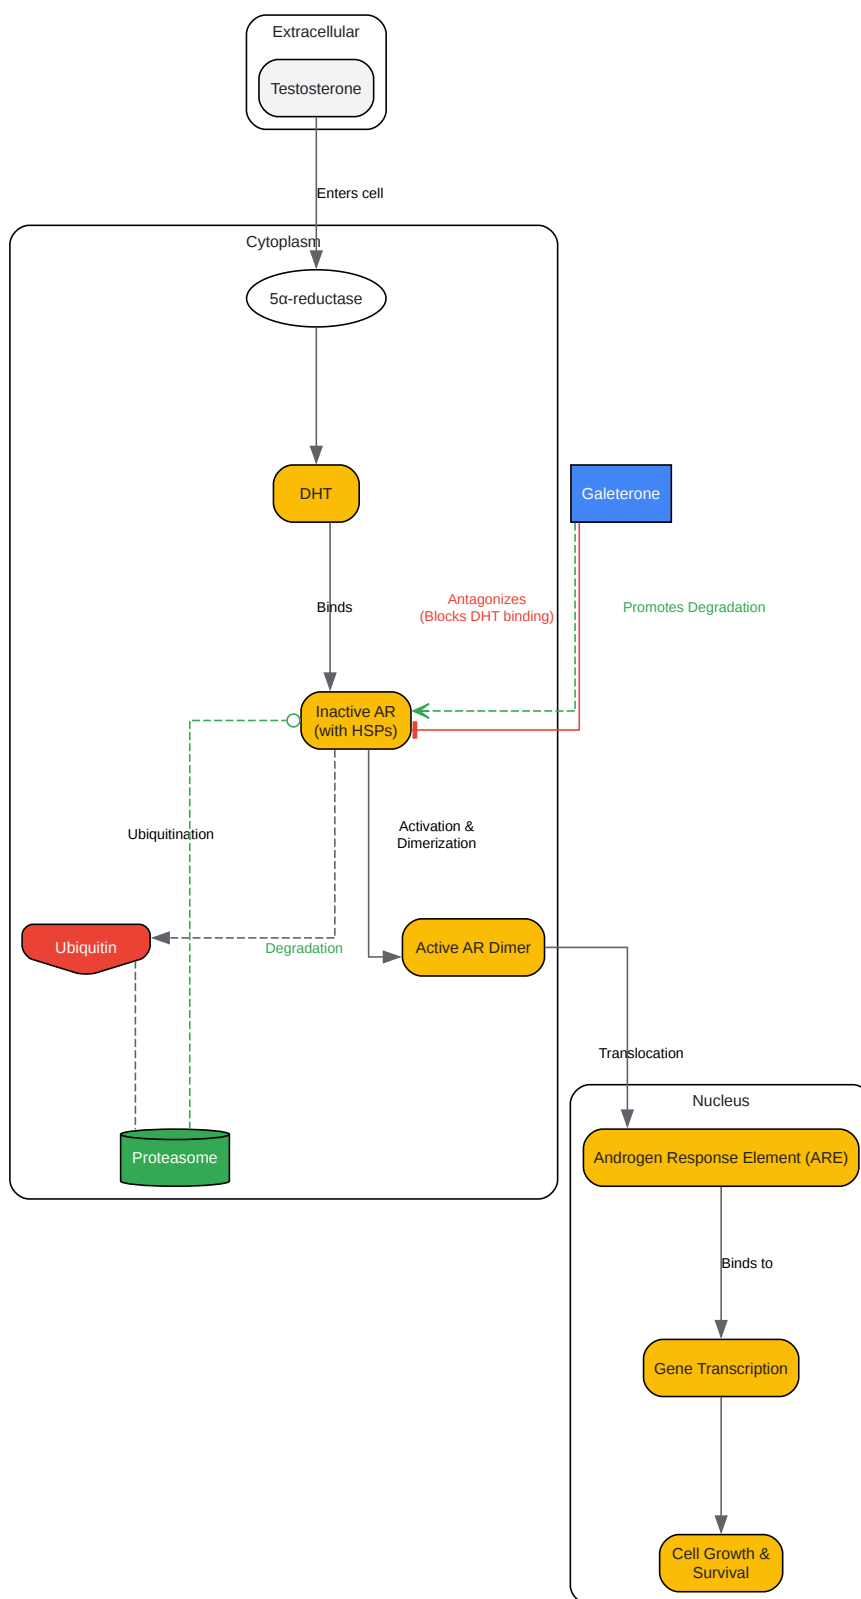 Extracellular
Testosterone
Enters cell
Cytoplasm
5α-reductase
DHT
Galeterone
Binds
Antagonizes
(Blocks DHT binding)
Promotes Degradation
Inactive AR
(with HSPs)
Ubiquitination
Activation &
Dimerization
Ubiquitin
Degradation
Active AR Dimer
Translocation
Nucleus
Androgen Response Element (ARE)
Proteasome
Binds to
Gene Transcription
Cell Growth &
Survival